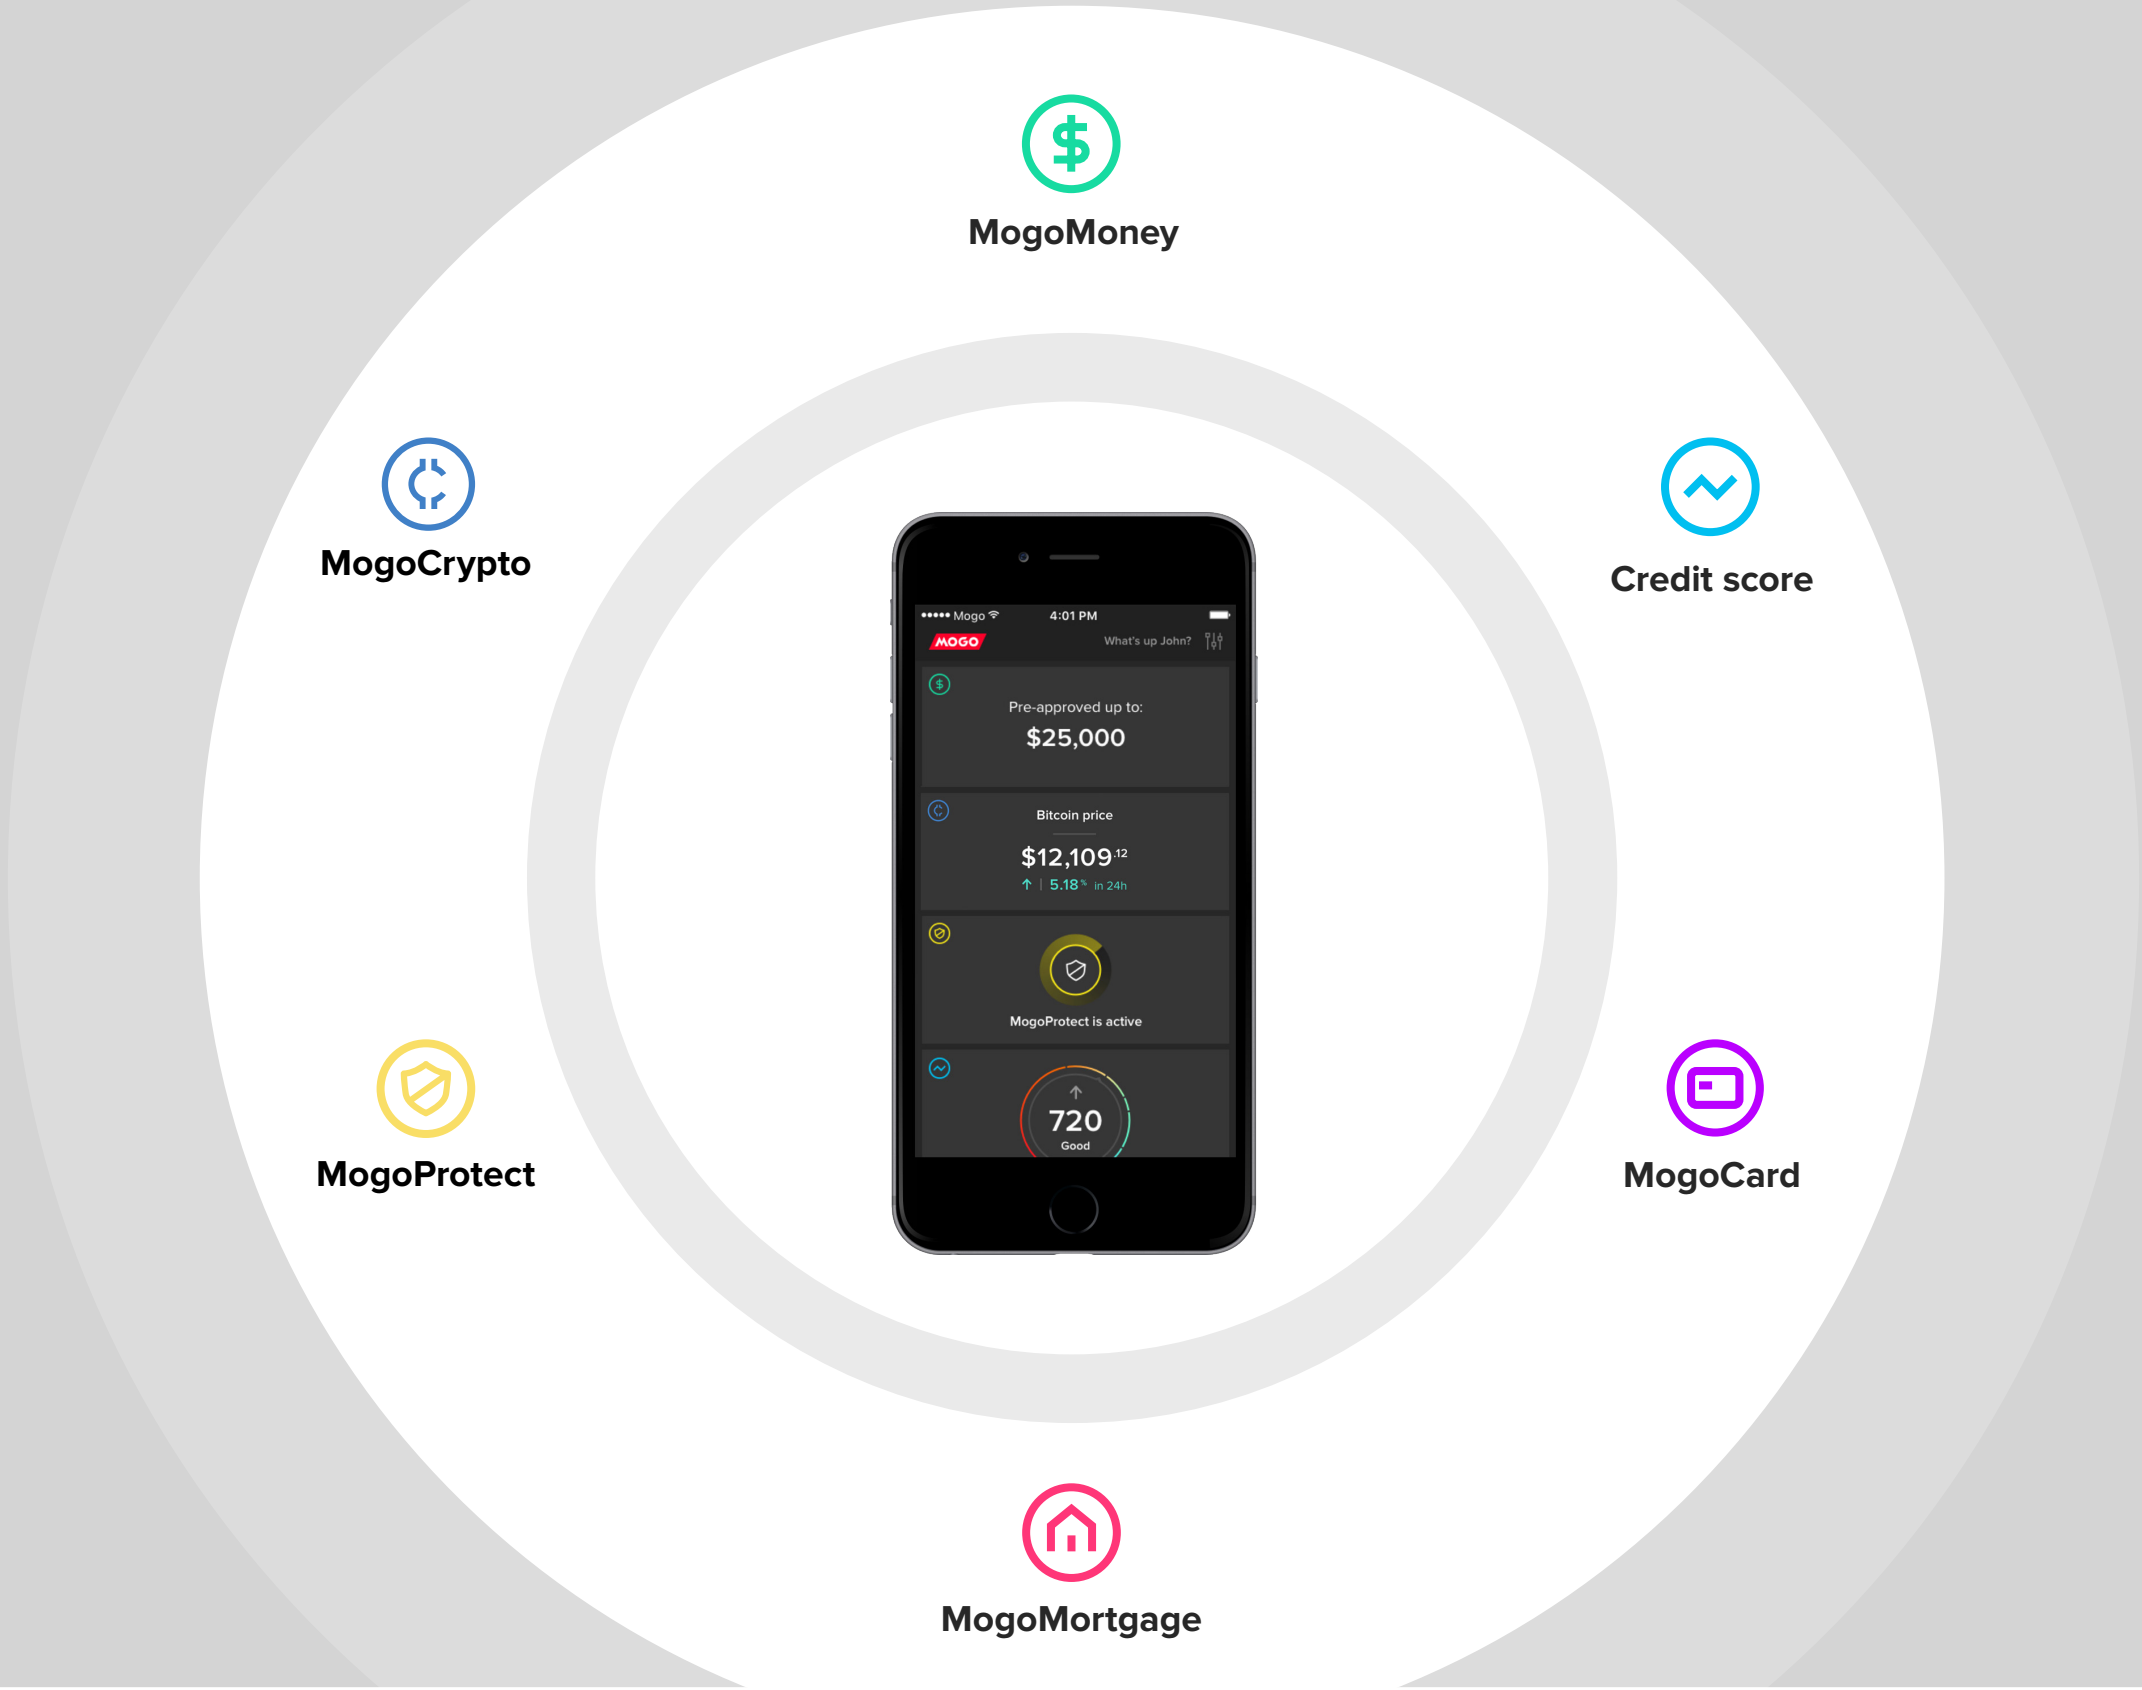 MogoMoney
MogoCrypto
Credit score
Mogo 4:01 PM
MOGO What's up John?
Pre-approved up to:
$25,000
Bitcoin price
$12,109.12
↑ | 5.18% in 24h
MogoProtect is active
720
Good
MogoProtect
MogoCard
MogoMortgage